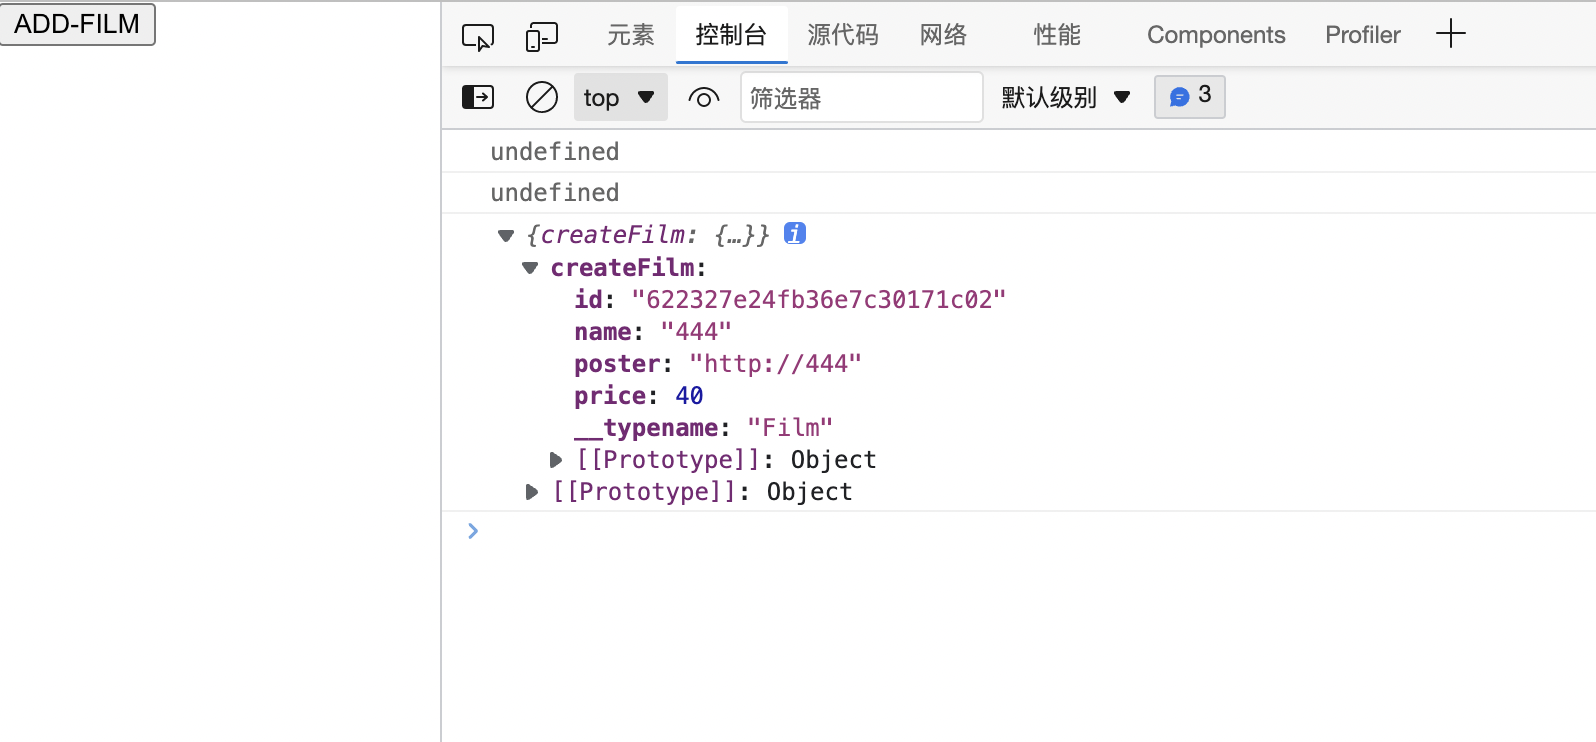 ADD-FILM
元素 控制台 源代码 网络 性能 Components Profiler
top 筛选器 默认级别 3
undefined
undefined
{createFilm: {…}} i
createFilm:
id: "622327e24fb36e7c30171c02"
name: "444"
poster: "http://444"
price: 40
__typename: "Film"
[[Prototype]]: Object
[[Prototype]]: Object